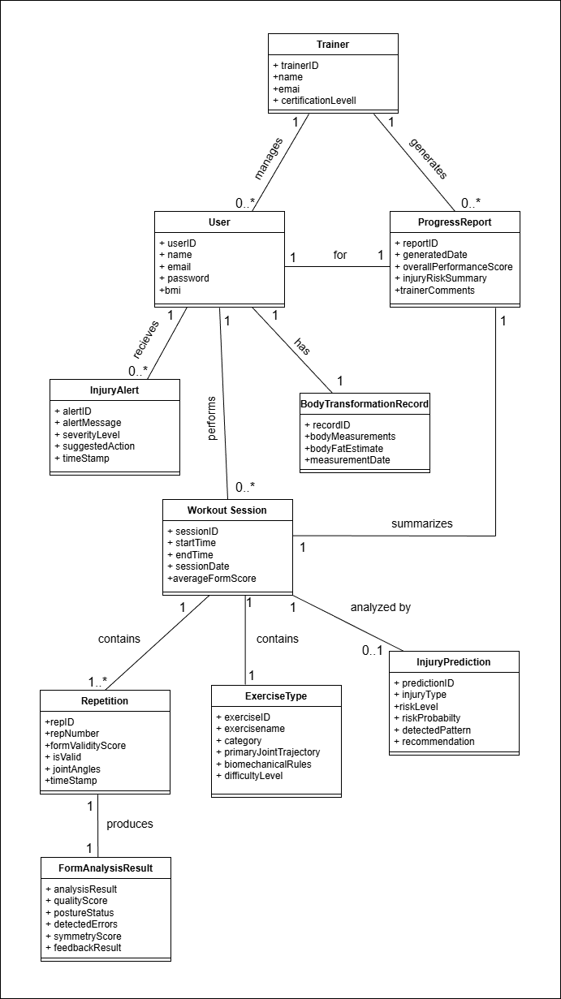 Trainer
+ trainerID
+name
+emai
+ certificationLevell
1
1
manages
generates
0..*
0..*
User
+ userID
+ name
+ email
+ password
+bmi
1
for
1
ProgressReport
+ reportID
+ generatedDate
+ overallPerformanceScore
+ injuryRiskSummary
+trainerComments
1
1
1
1
recieves
has
0..*
1
InjuryAlert
+ alertID
+ alertMessage
+ severityLevel
+ suggestedAction
+ timeStamp
performs
BodyTransformationRecord
+ recordID
+bodyMeasurements
+bodyFatEstimate
+measurementDate
0..*
Workout Session
+ sessionID
+ startTime
+ endTime
+ sessionDate
+averageFormScore
summarizes
1
1
1
1
contains
contains
analyzed by
1..*
1
0..1
Repetition
+repID
+repNumber
+formValidityScore
+ isValid
+ jointAngles
+timeStamp
ExerciseType
+ exerciseID
+ exercisename
+ category
+ primaryJointTrajectory
+ biomechanicalRules
+ difficultyLevel
InjuryPrediction
+ predictionID
+ injuryType
+riskLevel
+ riskProbabilty
+ detectedPattern
+ recommendation
1
produces
1
FormAnalysisResult
+ analysisResult
+ qualityScore
+ postureStatus
+ detectedErrors
+ symmetryScore
+ feedbackResult